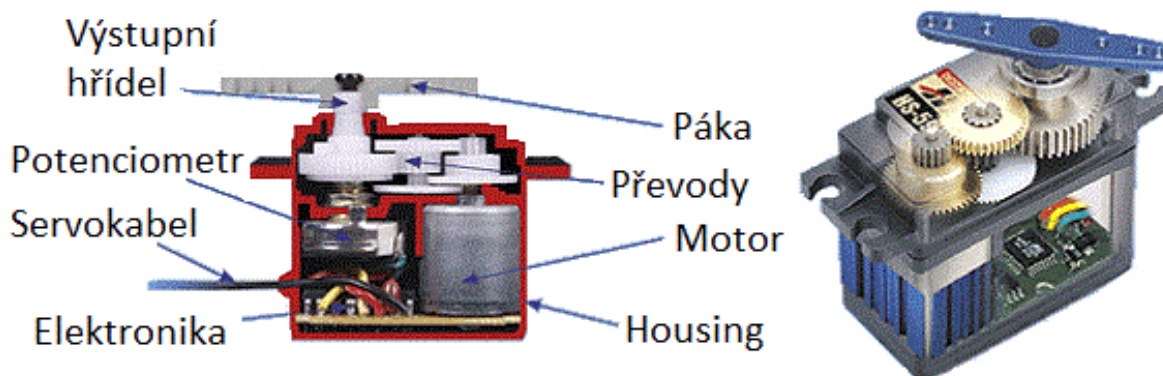 Výstupní
hřídel
Potenciometr
Servokabel
Elektronika
Páka
Převody
Motor
Housing